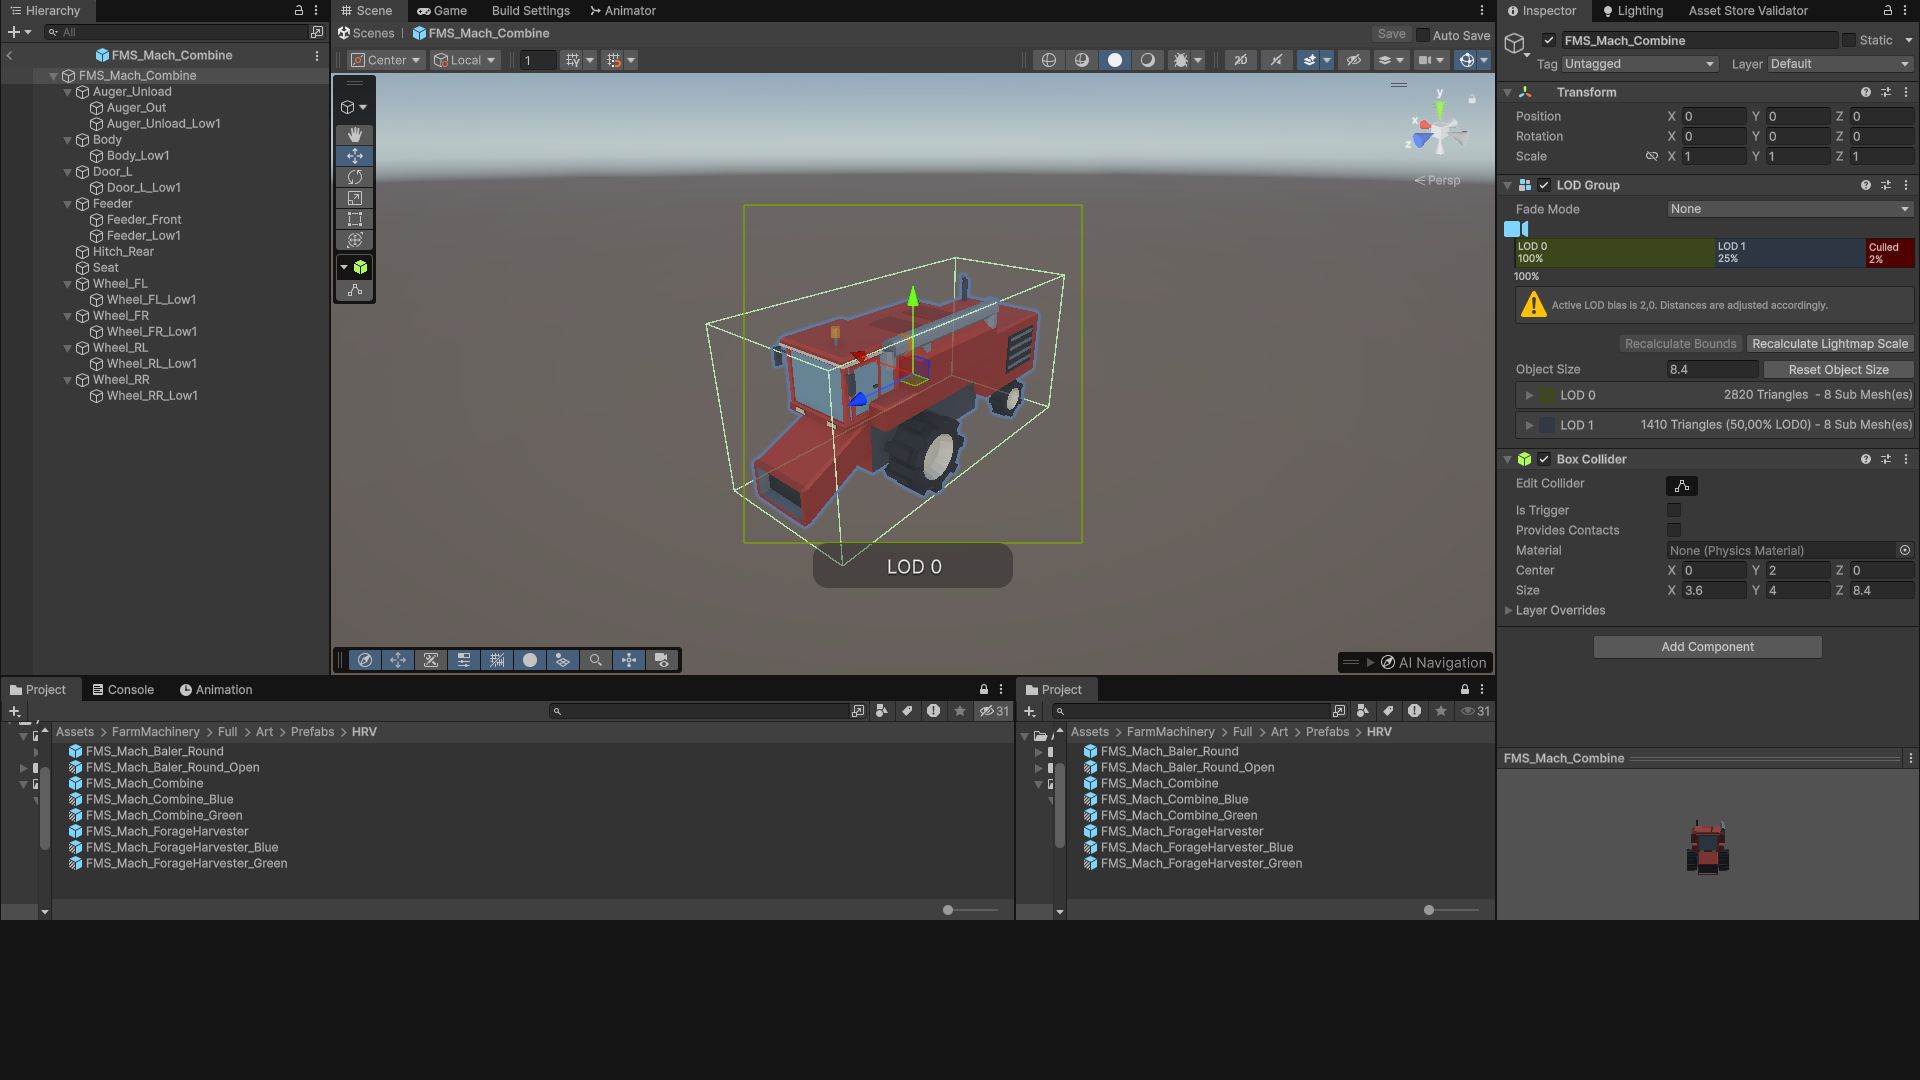 Hierarchy
All
FMS_Mach_Combine
FMS_Mach_Combine
Auger_Unload
Auger_Out
Auger_Unload_Low1
Body
Body_Low1
Door_L
Door_L_Low1
Feeder
Feeder_Front
Feeder_Low1
Hitch_Rear
Seat
Wheel_FL
Wheel_FL_Low1
Wheel_FR
Wheel_FR_Low1
Wheel_RL
Wheel_RL_Low1
Wheel_RR
Wheel_RR_Low1
Scene Game Build Settings Animator
Scenes FMS_Mach_Combine Save Auto Save
Center Local 1 2D
y
x
z
Persp
LOD 0
AI Navigation
Inspector Lighting Asset Store Validator
FMS_Mach_Combine Static
Tag Untagged Layer Default
Transform
Position X 0 Y 0 Z 0
Rotation X 0 Y 0 Z 0
Scale X 1 Y 1 Z 1
LOD Group
Fade Mode None
LOD 0 LOD 1 Culled
100% 25% 2%
100%
Active LOD bias is 2,0. Distances are adjusted accordingly.
Recalculate Bounds Recalculate Lightmap Scale
Object Size 8.4 Reset Object Size
LOD 0 2820 Triangles - 8 Sub Mesh(es)
LOD 1 1410 Triangles (50,00% LOD0) - 8 Sub Mesh(es)
Box Collider
Edit Collider
Is Trigger
Provides Contacts
Material None (Physics Material)
Center X 0 Y 2 Z 0
Size X 3.6 Y 4 Z 8.4
Layer Overrides
Add Component
FMS_Mach_Combine
Project Console Animation
31
Assets > FarmMachinery > Full > Art > Prefabs > HRV
FMS_Mach_Baler_Round
FMS_Mach_Baler_Round_Open
FMS_Mach_Combine
FMS_Mach_Combine_Blue
FMS_Mach_Combine_Green
FMS_Mach_ForageHarvester
FMS_Mach_ForageHarvester_Blue
FMS_Mach_ForageHarvester_Green
Project
31
Assets > FarmMachinery > Full > Art > Prefabs > HRV
FMS_Mach_Baler_Round
FMS_Mach_Baler_Round_Open
FMS_Mach_Combine
FMS_Mach_Combine_Blue
FMS_Mach_Combine_Green
FMS_Mach_ForageHarvester
FMS_Mach_ForageHarvester_Blue
FMS_Mach_ForageHarvester_Green